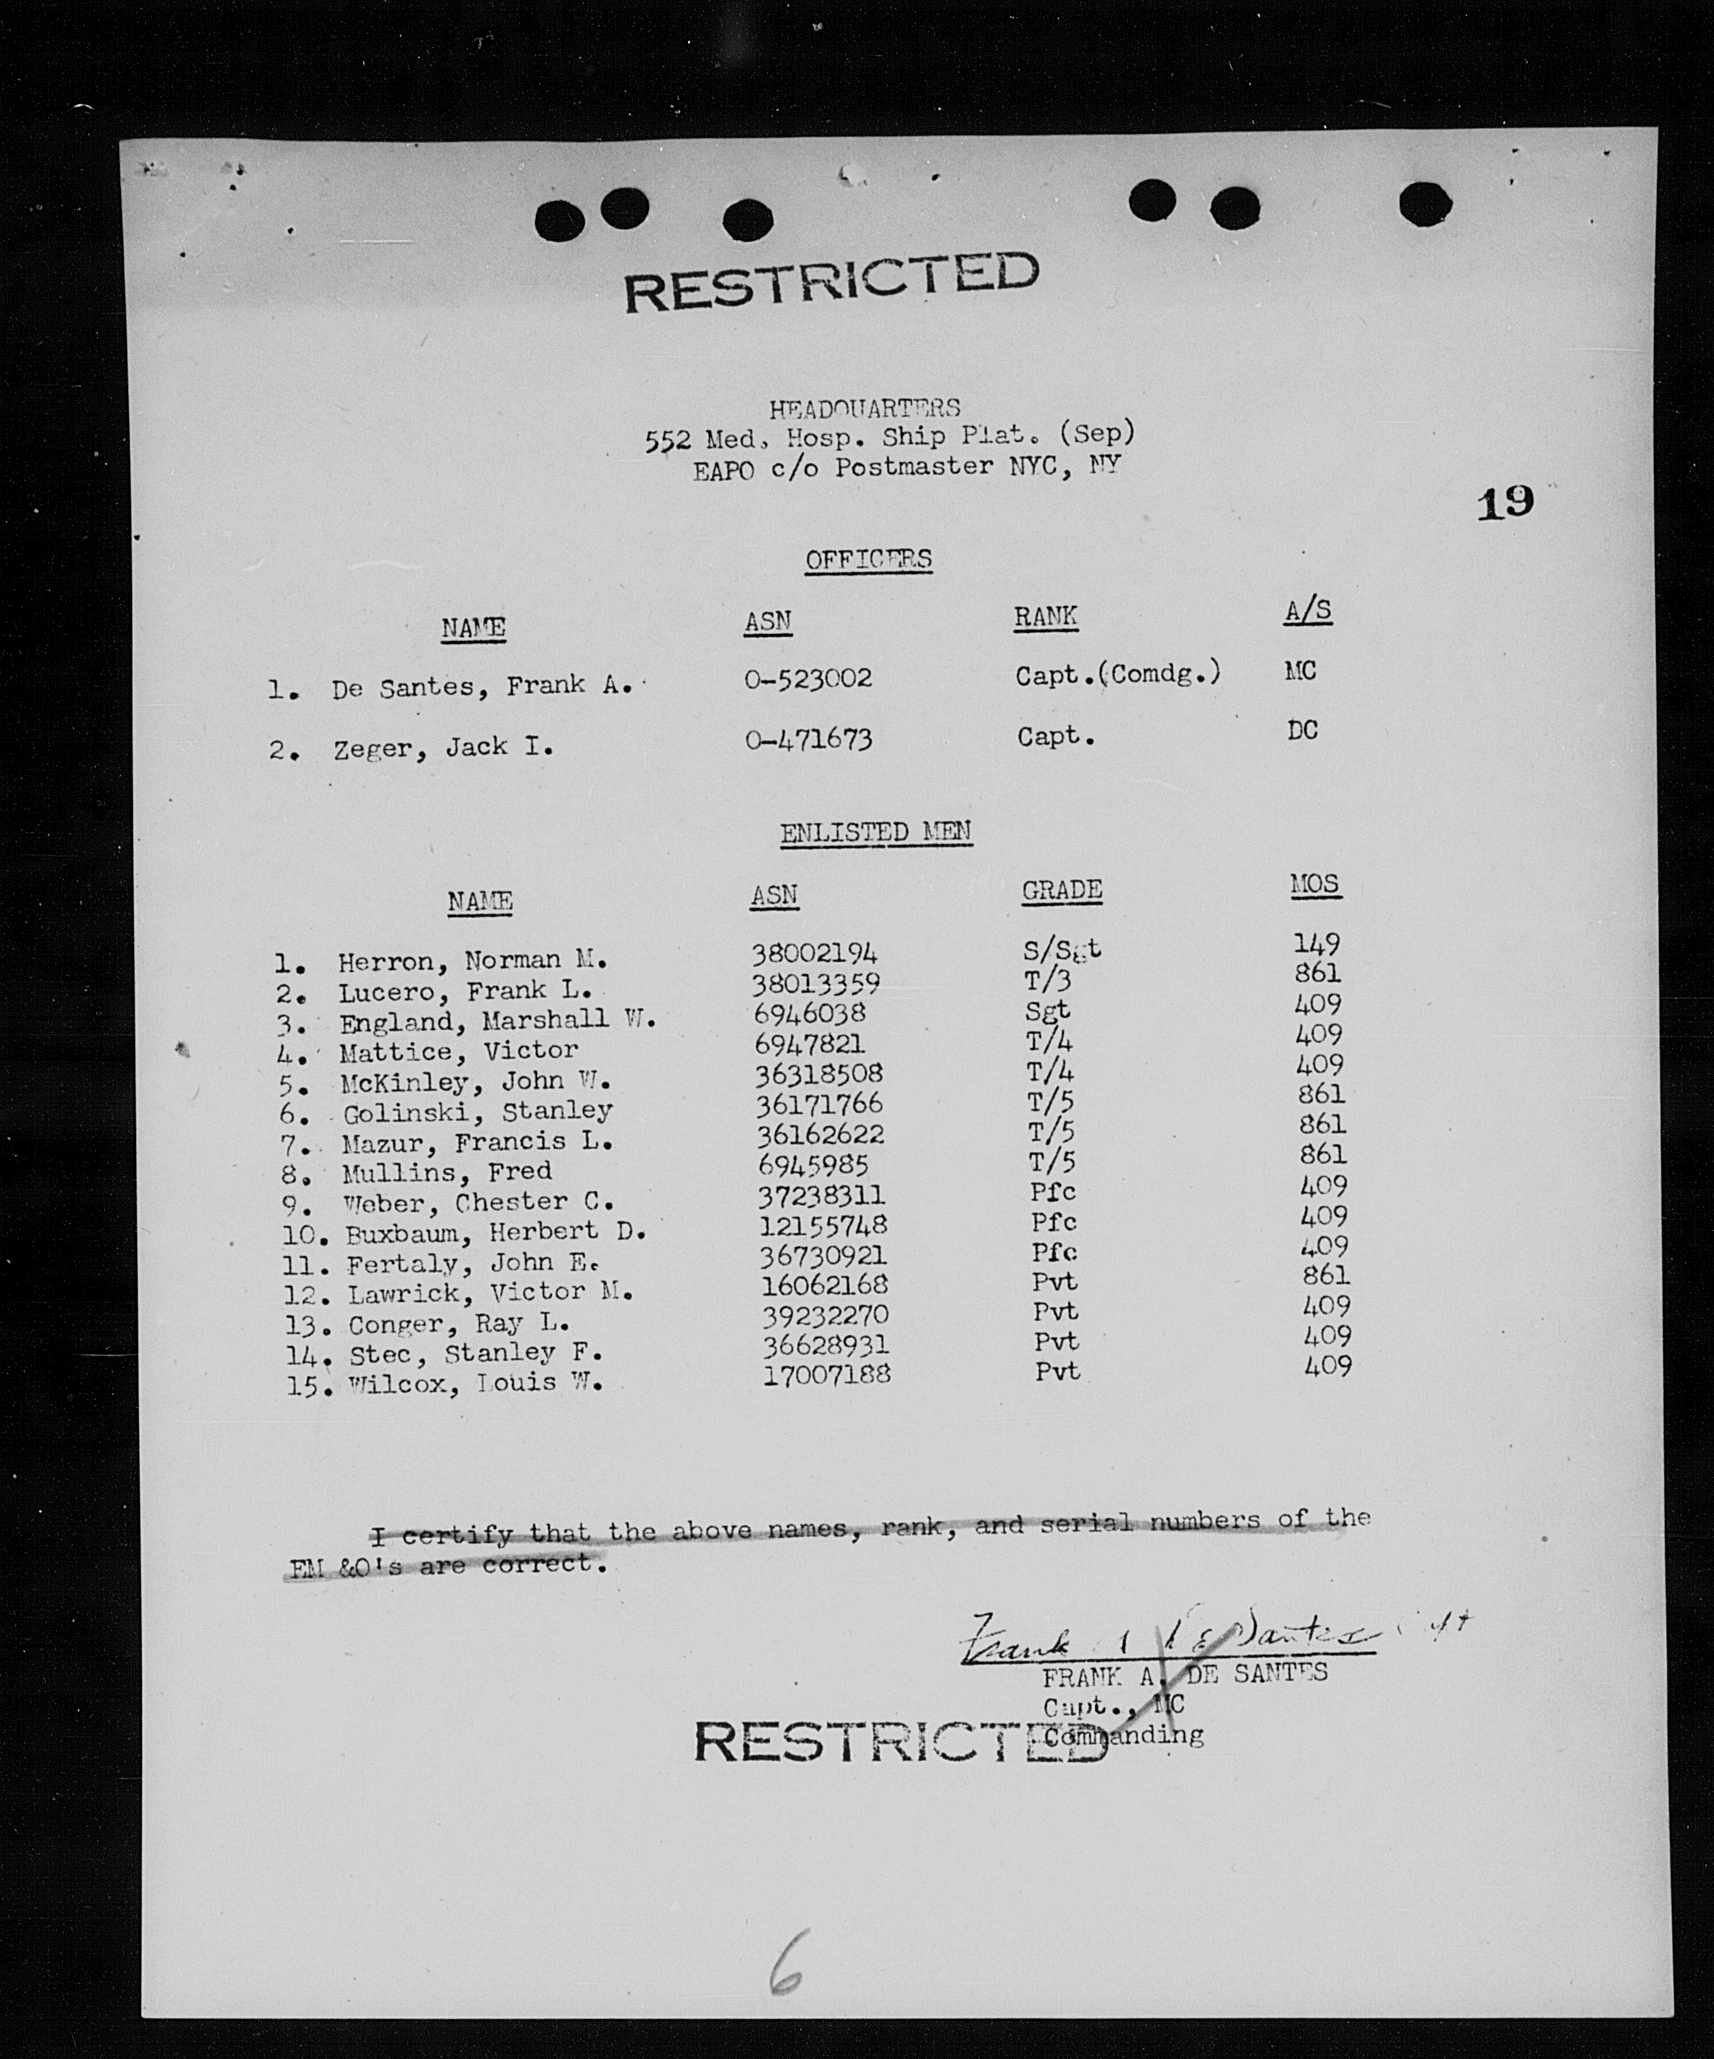 RESTRICTED
HEADQUARTERS
552 Med. Hosp. Ship Plat. (Sep)
EAPO c/o Postmaster NYC, NY
19
OFFICERS
NAME ASN RANK A/S
1. De Santes, Frank A. O-523002 Capt.(Comdg.) MC
2. Zeger, Jack I. O-471673 Capt. DC
ENLISTED MEN
NAME ASN GRADE MOS
1. Herron, Norman M. 38002194 S/Sgt 149
2. Lucero, Frank L. 38013359 T/3 861
3. England, Marshall W. 6946038 Sgt 409
4. Mattice, Victor 6947821 T/4 409
5. McKinley, John W. 36318508 T/4 409
6. Golinski, Stanley 36171766 T/5 861
7. Mazur, Francis L. 36162622 T/5 861
8. Mullins, Fred 6945985 T/5 861
9. Weber, Chester C. 37238311 Pfc 409
10. Buxbaum, Herbert D. 12155748 Pfc 409
11. Fertaly, John E. 36730921 Pfc 409
12. Lawrick, Victor M. 16062168 Pvt 861
13. Conger, Ray L. 39232270 Pvt 409
14. Stec, Stanley F. 36628931 Pvt 409
15. Wilcox, Louis W. 17007188 Pvt 409
I certify that the above names, rank, and serial numbers of the
EM &O's are correct.
Frank A De Santes Capt
FRANK A. DE SANTES
Capt., MC
RESTRICTED Commanding
6